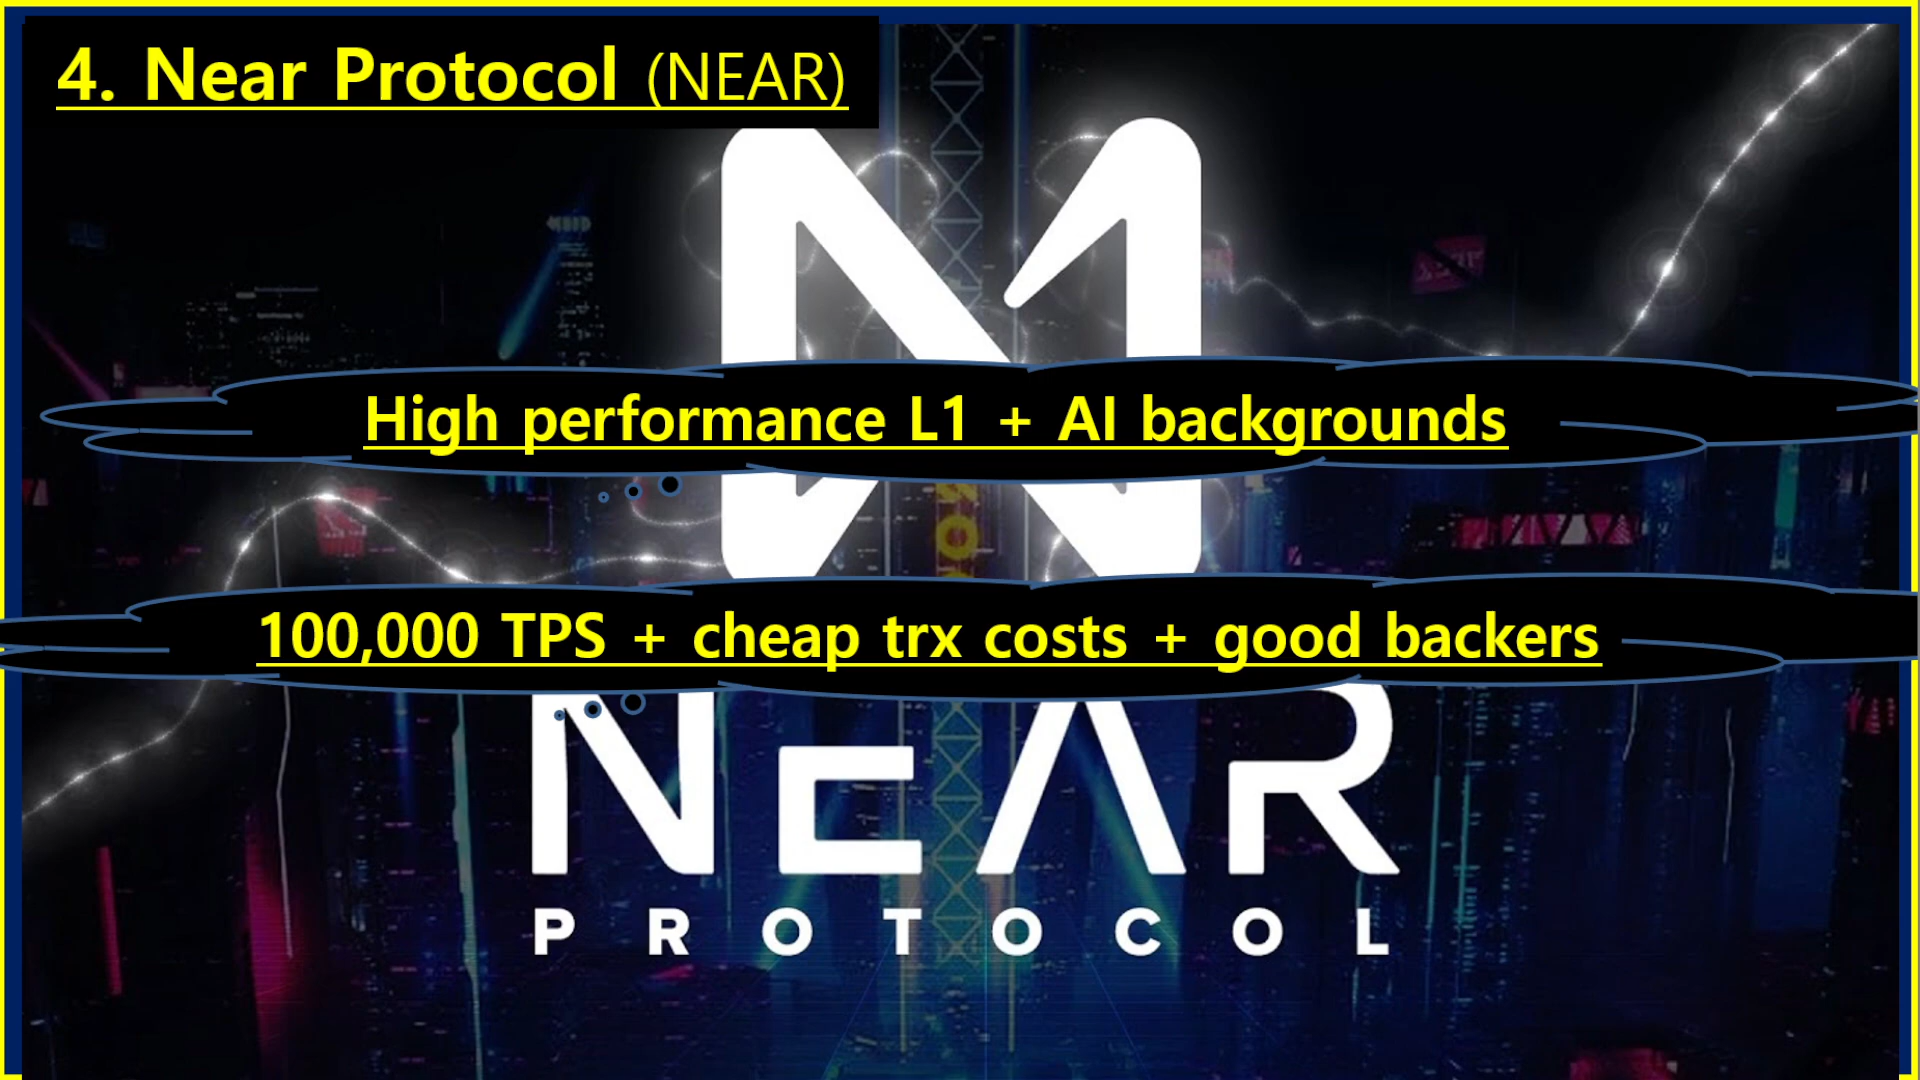 4. Near Protocol (NEAR)
High performance L1 + AI backgrounds
100,000 TPS + cheap trx costs + good backers
NEAR
PROTOCOL